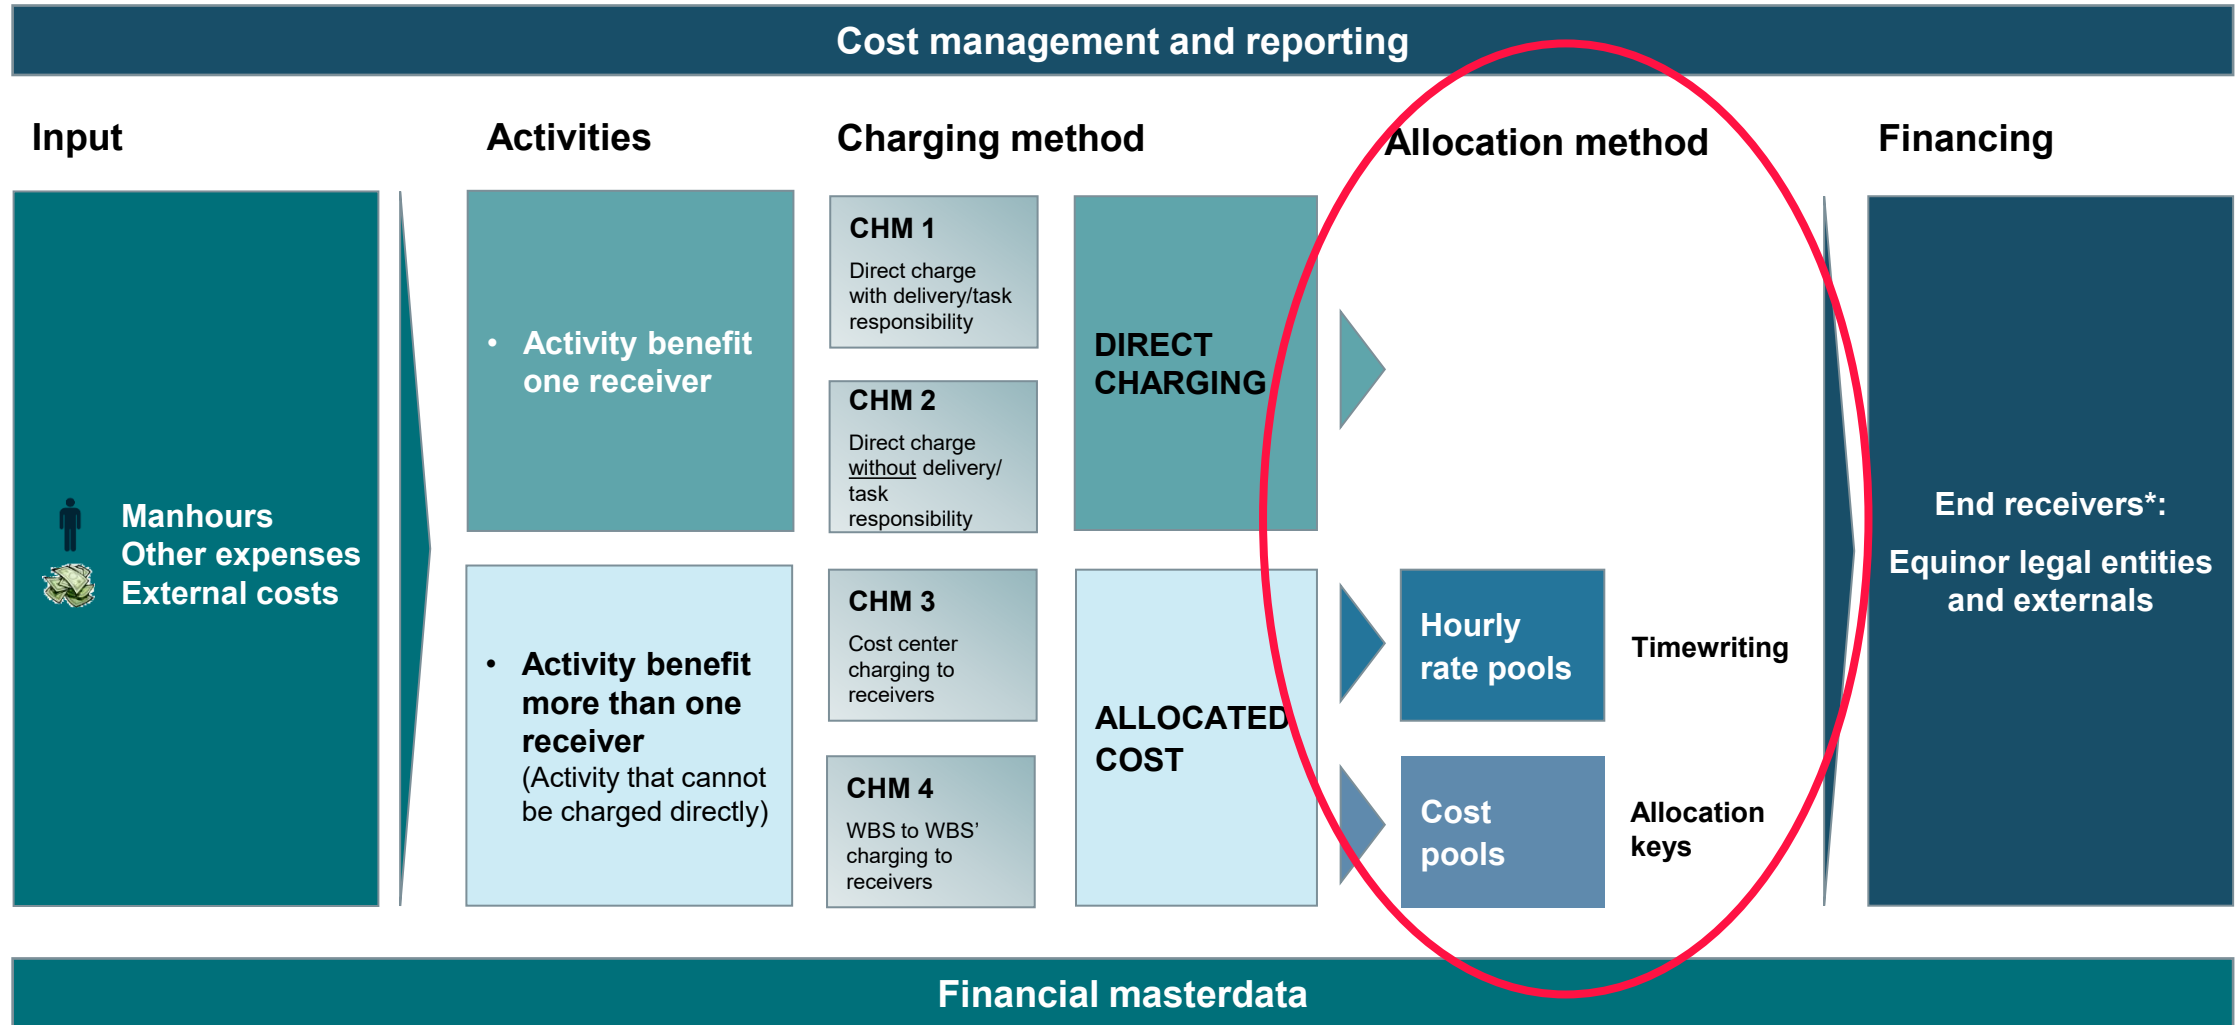 Cost management and reporting
Input
Activities
Charging method
Allocation method
Financing
Manhours
Other expenses
External costs
• Activity benefit
one receiver
• Activity benefit
more than one
receiver
(Activity that cannot
be charged directly)
CHM 1
Direct charge
with delivery/task
responsibility
CHM 2
Direct charge
without delivery/
task
responsibility
CHM 3
Cost center
charging to
receivers
CHM 4
WBS to WBS’
charging to
receivers
DIRECT
CHARGING
ALLOCATED
COST
Hourly
rate pools
Timewriting
Cost
pools
Allocation
keys
End receivers*:
Equinor legal entities
and externals
Financial masterdata